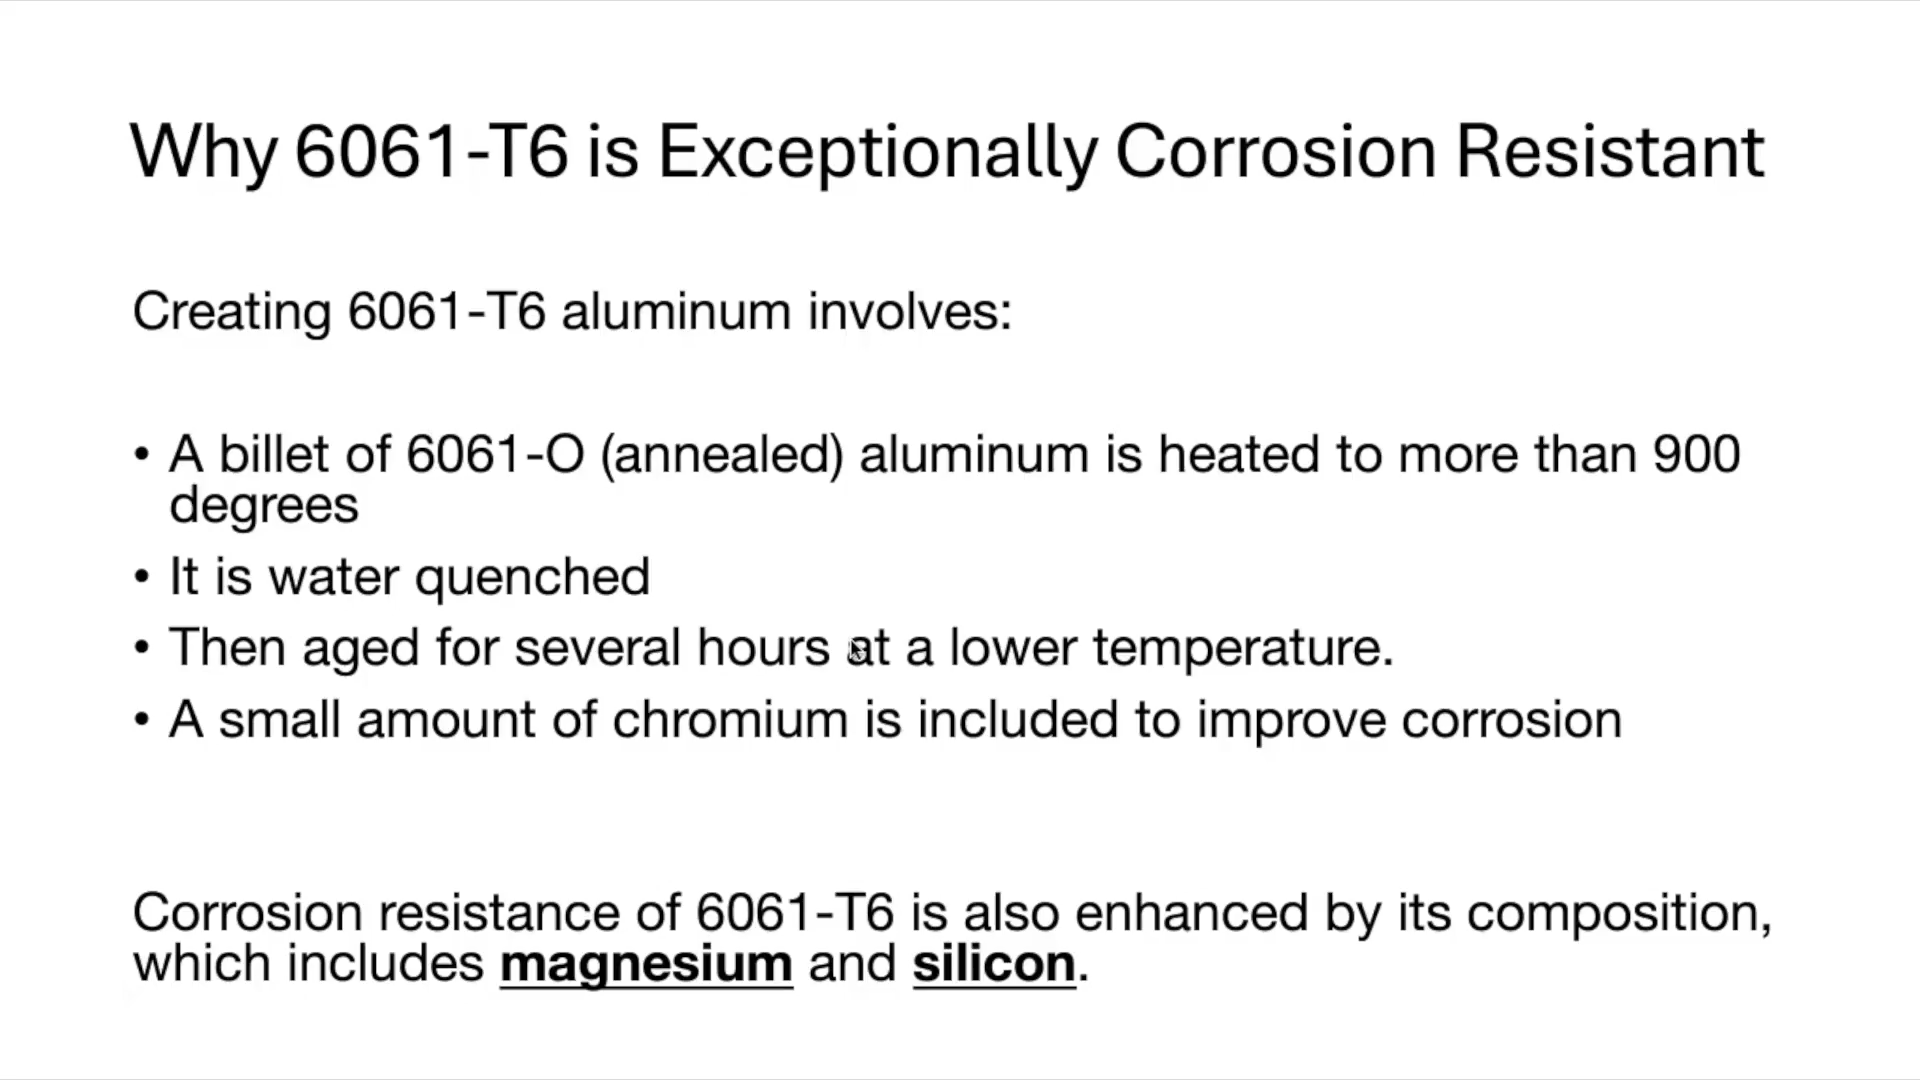 Why 6061-T6 is Exceptionally Corrosion Resistant
Creating 6061-T6 aluminum involves:
• A billet of 6061-O (annealed) aluminum is heated to more than 900
degrees
• It is water quenched
• Then aged for several hours at a lower temperature.
• A small amount of chromium is included to improve corrosion
Corrosion resistance of 6061-T6 is also enhanced by its composition,
which includes magnesium and silicon.